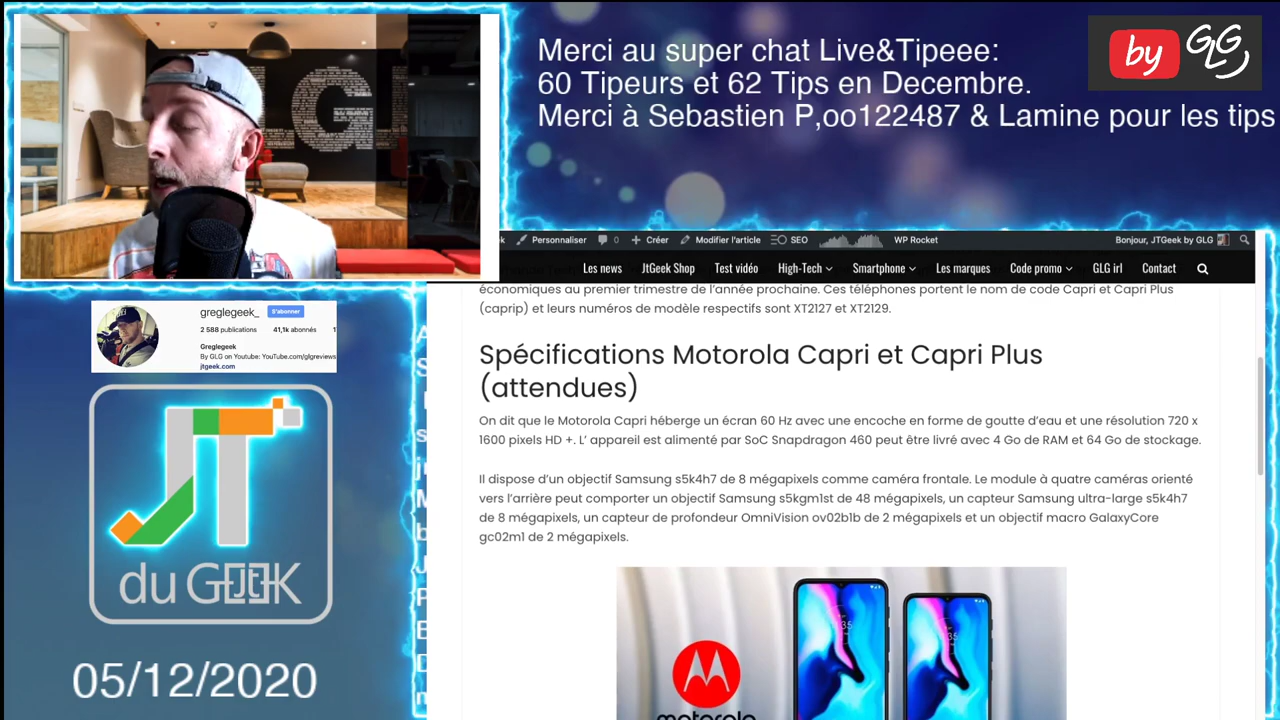 Merci au super chat Live&Tipeee:
60 Tipeurs et 62 Tips en Decembre.
Merci à Sebastien P,oo122487 & Lamine pour les tips
by GLG
Personnaliser 0 Créer Modifier l'article SEO WP Rocket Bonjour, JTGeek by GLG
Les news JtGeek Shop Test vidéo High-Tech Smartphone Les marques Code promo GLG irl Contact
économiques au premier trimestre de l'année prochaine. Ces téléphones portent le nom de code Capri et Capri Plus
(caprip) et leurs numéros de modèle respectifs sont XT2127 et XT2129.
Spécifications Motorola Capri et Capri Plus
(attendues)
On dit que le Motorola Capri héberge un écran 60 Hz avec une encoche en forme de goutte d'eau et une résolution 720 x
1600 pixels HD +. L' appareil est alimenté par SoC Snapdragon 460 peut être livré avec 4 Go de RAM et 64 Go de stockage.
Il dispose d'un objectif Samsung s5k4h7 de 8 mégapixels comme caméra frontale. Le module à quatre caméras orienté
vers l'arrière peut comporter un objectif Samsung s5kgm1st de 48 mégapixels, un capteur Samsung ultra-large s5k4h7
de 8 mégapixels, un capteur de profondeur OmniVision ov02b1b de 2 mégapixels et un objectif macro GalaxyCore
gc02m1 de 2 mégapixels.
motorola
greglegeek_ S'abonner
2 588 publications 41,1k abonnés
Greglegeek
By GLG on Youtube: YouTube.com/glgreviews
jtgeek.com
JT
du GEEK
05/12/2020